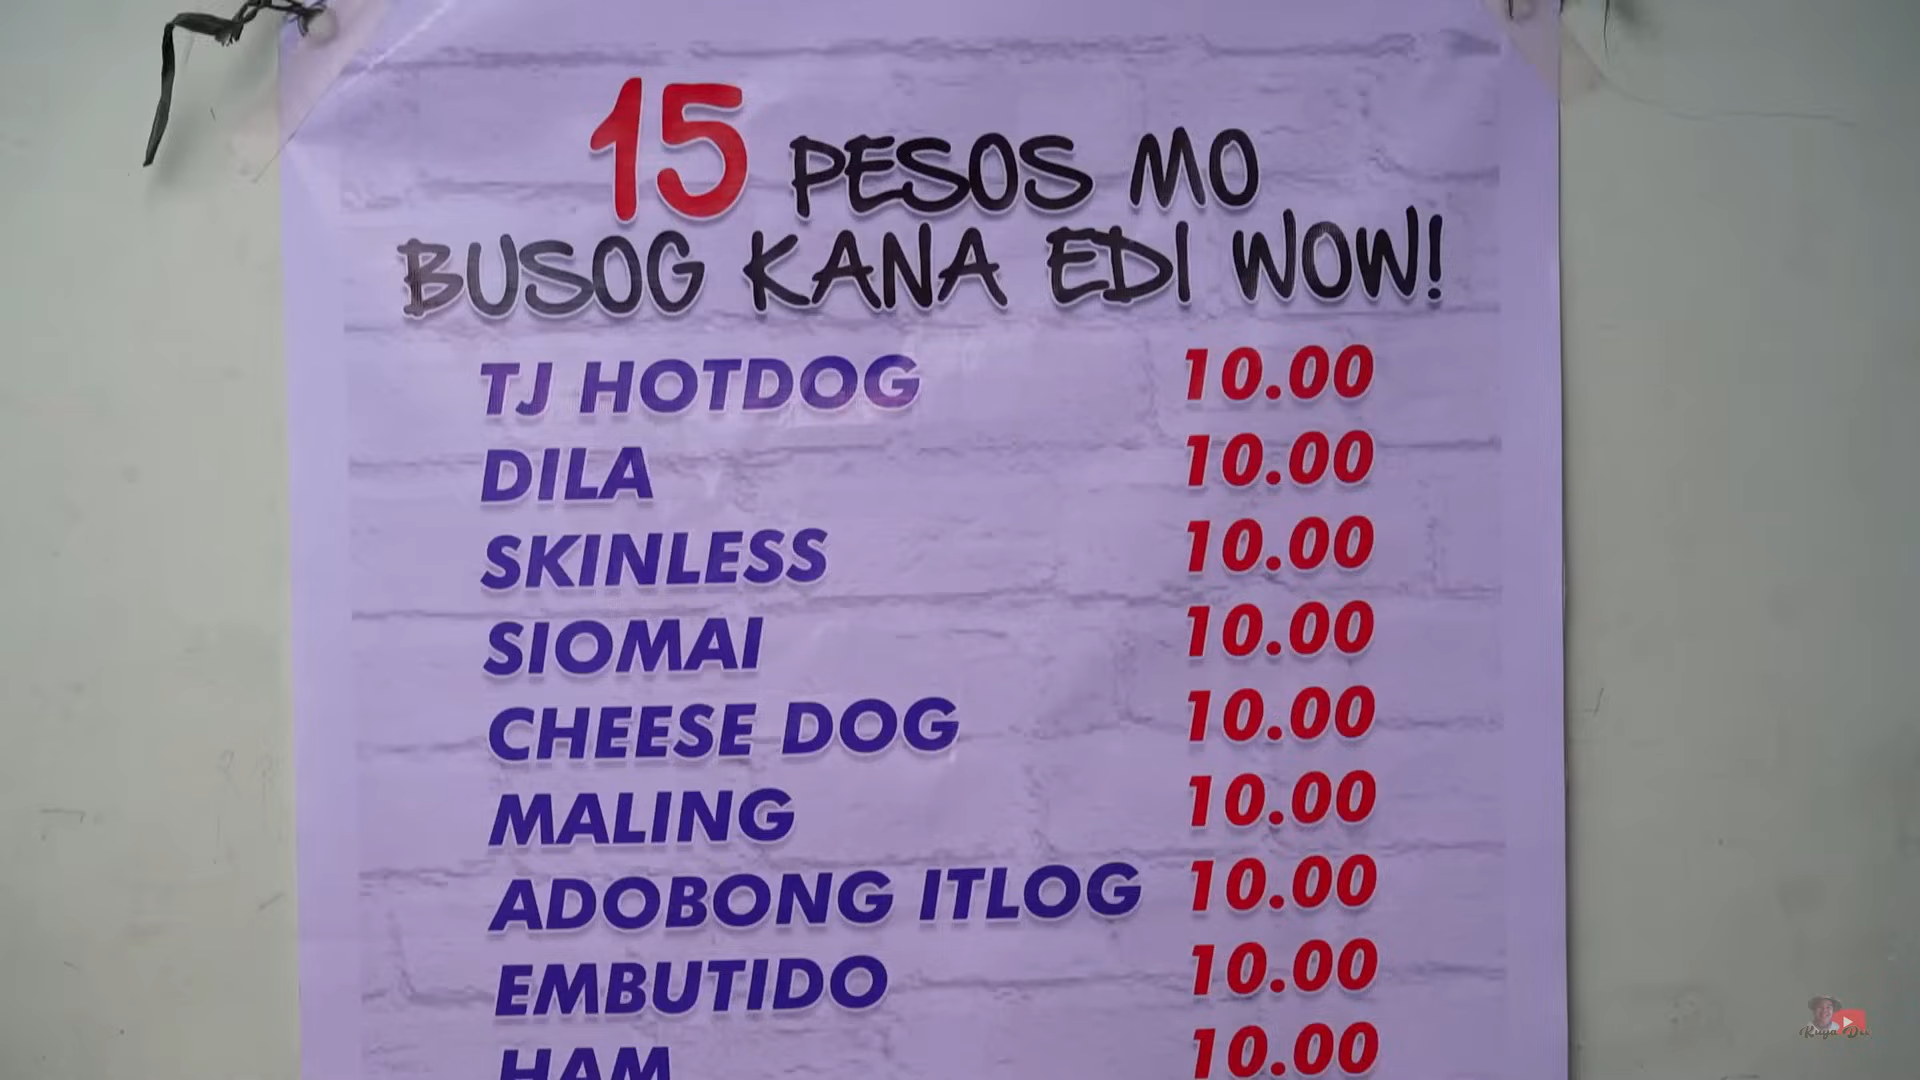 15 PESOS MO
BUSOG KANA EDI WOW!
TJ HOTDOG 10.00
DILA 10.00
SKINLESS 10.00
SIOMAI 10.00
CHEESE DOG 10.00
MALING 10.00
ADOBONG ITLOG 10.00
EMBUTIDO 10.00
HAM 10.00